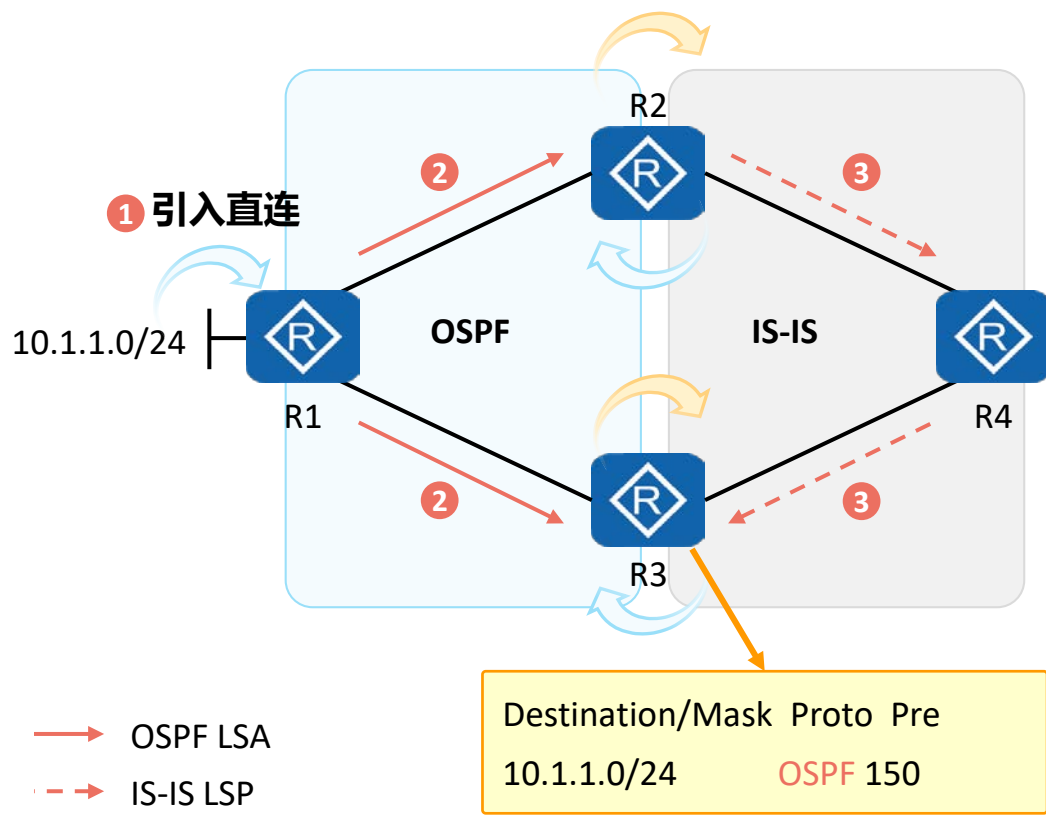 R2
2
3
1 引入直连
R
10.1.1.0/24
R
OSPF
IS-IS
R
R1
R4
2
R
3
R3
Destination/Mask Proto Pre
10.1.1.0/24 OSPF 150
OSPF LSA
IS-IS LSP